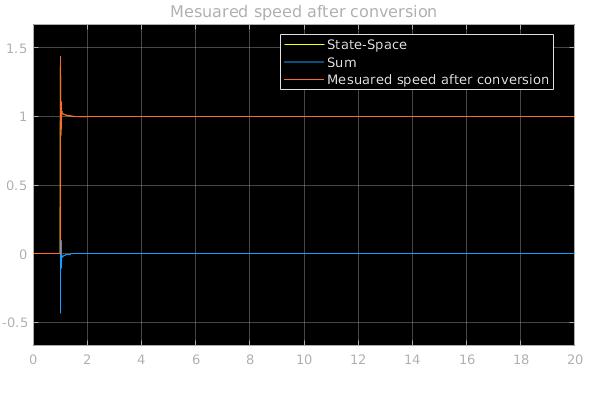 Mesuared speed after conversion
State-Space
Sum
Mesuared speed after conversion
1.5
1
0.5
0
-0.5
0 2 4 6 8 10 12 14 16 18 20